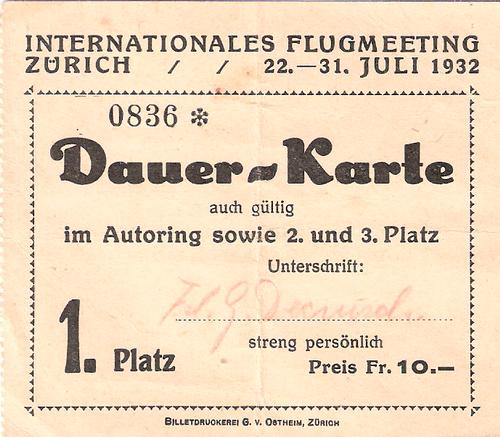 INTERNATIONALES FLUGMEETING
ZÜRICH / / 22.—31. JULI 1932
0836 ✻
Dauer-Karte
auch gültig
im Autoring sowie 2. und 3. Platz
Unterschrift:
1. Platz
streng persönlich
Preis Fr. 10.—
BILLETDRUCKEREI G. V. OSTHEIM, ZÜRICH